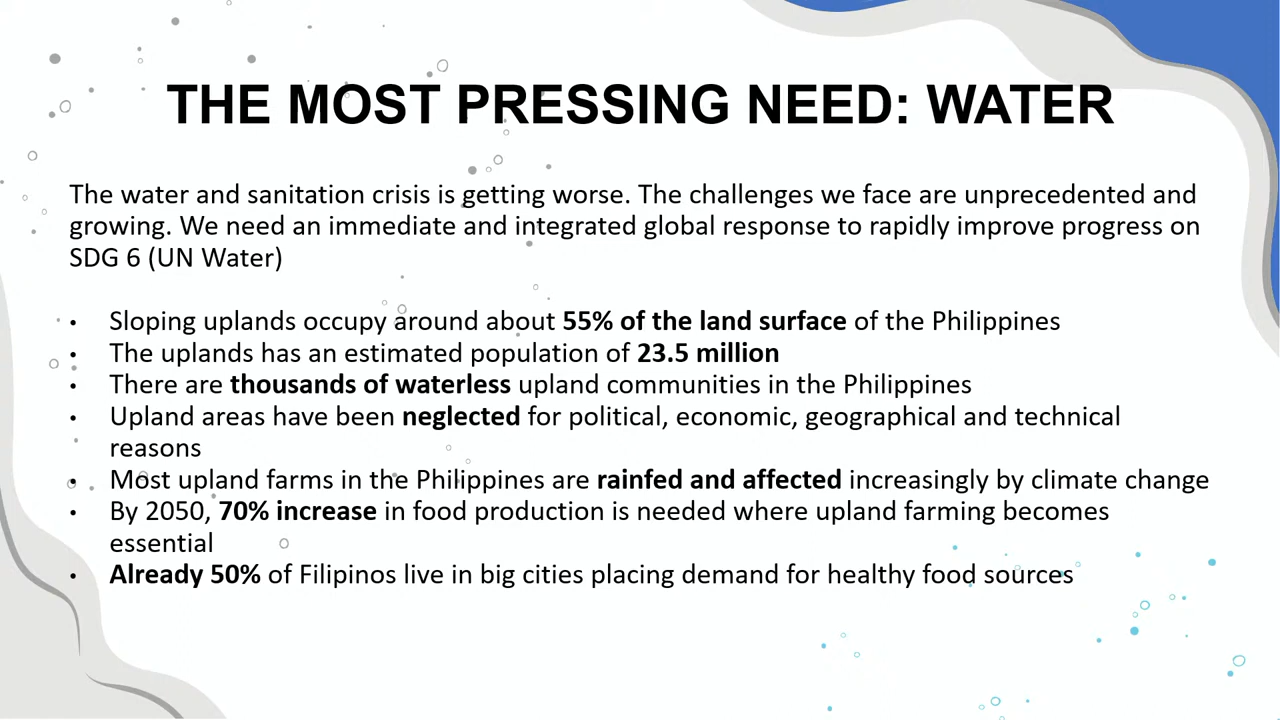 THE MOST PRESSING NEED: WATER
The water and sanitation crisis is getting worse. The challenges we face are unprecedented and
growing. We need an immediate and integrated global response to rapidly improve progress on
SDG 6 (UN Water)
• Sloping uplands occupy around about 55% of the land surface of the Philippines
• The uplands has an estimated population of 23.5 million
• There are thousands of waterless upland communities in the Philippines
• Upland areas have been neglected for political, economic, geographical and technical
reasons
• Most upland farms in the Philippines are rainfed and affected increasingly by climate change
• By 2050, 70% increase in food production is needed where upland farming becomes
essential
• Already 50% of Filipinos live in big cities placing demand for healthy food sources